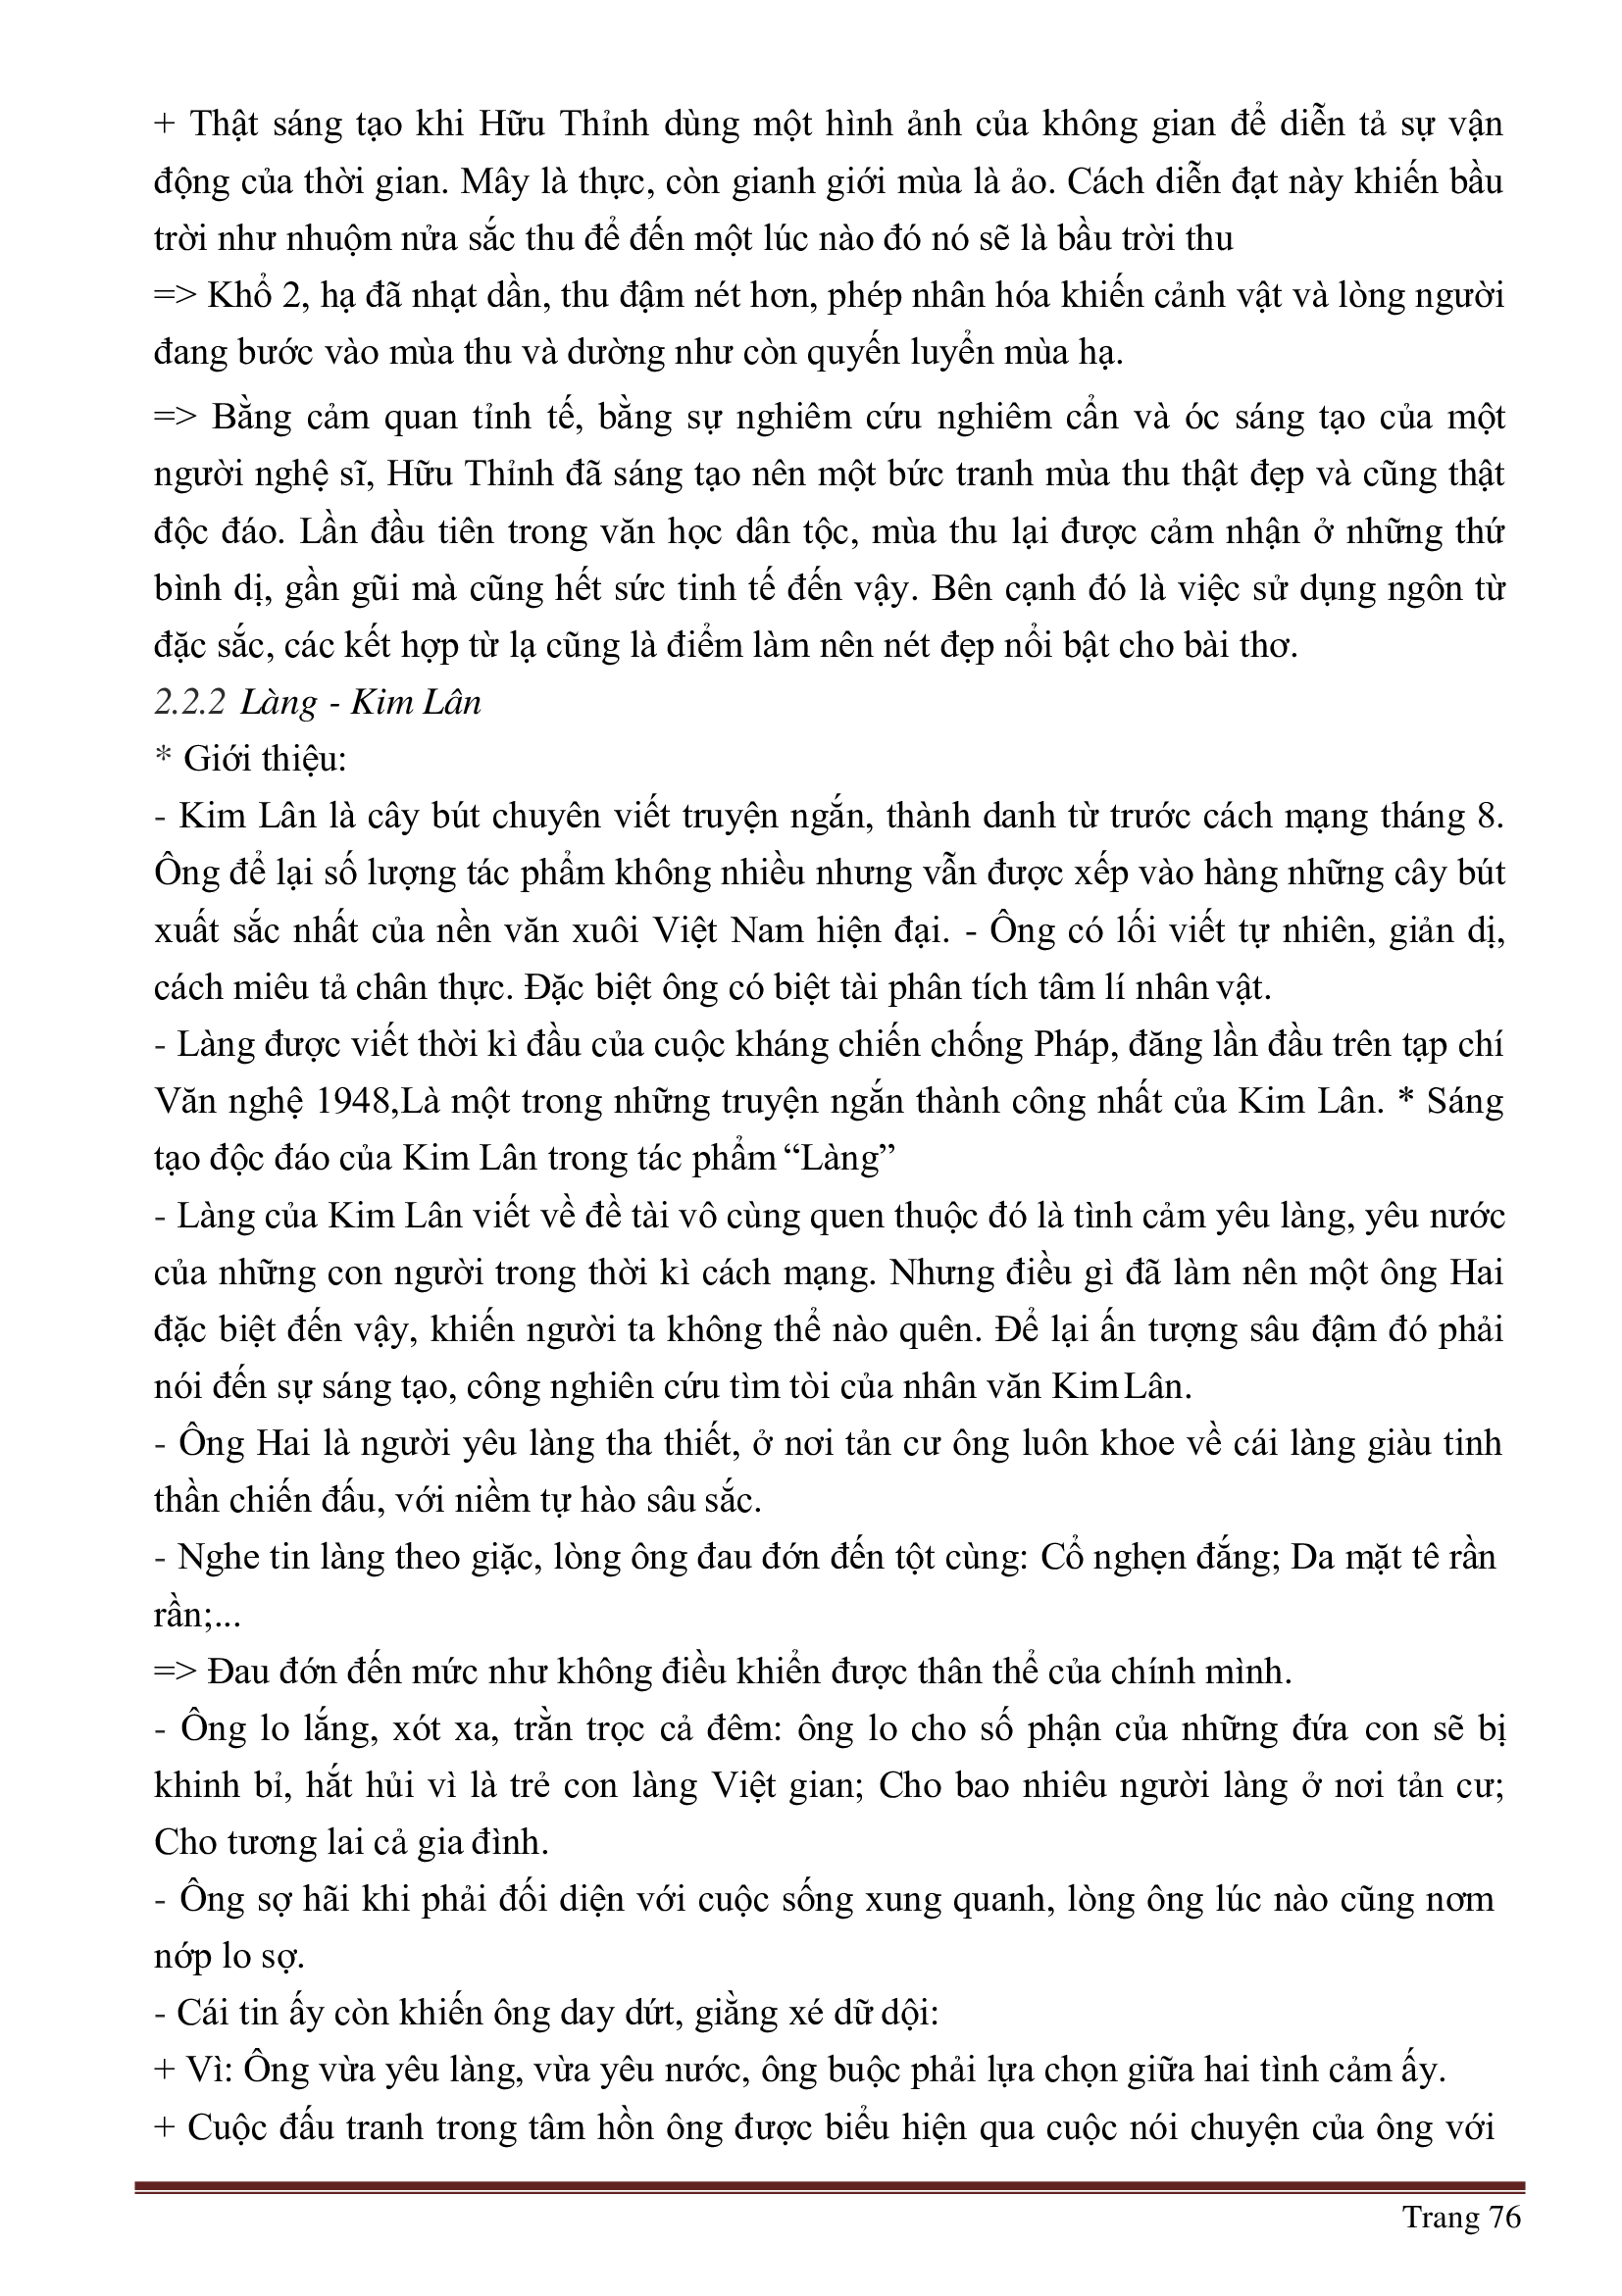 + Thật sáng tạo khi Hữu Thỉnh dùng một hình ảnh của không gian để diễn tả sự vận
động của thời gian. Mây là thực, còn gianh giới mùa là ảo. Cách diễn đạt này khiến bầu
trời như nhuộm nửa sắc thu để đến một lúc nào đó nó sẽ là bầu trời thu
=> Khổ 2, hạ đã nhạt dần, thu đậm nét hơn, phép nhân hóa khiến cảnh vật và lòng người
đang bước vào mùa thu và dường như còn quyến luyển mùa hạ.
=> Bằng cảm quan tỉnh tế, bằng sự nghiêm cứu nghiêm cẩn và óc sáng tạo của một
người nghệ sĩ, Hữu Thỉnh đã sáng tạo nên một bức tranh mùa thu thật đẹp và cũng thật
độc đáo. Lần đầu tiên trong văn học dân tộc, mùa thu lại được cảm nhận ở những thứ
bình dị, gần gũi mà cũng hết sức tinh tế đến vậy. Bên cạnh đó là việc sử dụng ngôn từ
đặc sắc, các kết hợp từ lạ cũng là điểm làm nên nét đẹp nổi bật cho bài thơ.
2.2.2 Làng - Kim Lân
* Giới thiệu:
- Kim Lân là cây bút chuyên viết truyện ngắn, thành danh từ trước cách mạng tháng 8.
Ông để lại số lượng tác phẩm không nhiều nhưng vẫn được xếp vào hàng những cây bút
xuất sắc nhất của nền văn xuôi Việt Nam hiện đại. - Ông có lối viết tự nhiên, giản dị,
cách miêu tả chân thực. Đặc biệt ông có biệt tài phân tích tâm lí nhân vật.
- Làng được viết thời kì đầu của cuộc kháng chiến chống Pháp, đăng lần đầu trên tạp chí
Văn nghệ 1948,Là một trong những truyện ngắn thành công nhất của Kim Lân. * Sáng
tạo độc đáo của Kim Lân trong tác phẩm “Làng”
- Làng của Kim Lân viết về đề tài vô cùng quen thuộc đó là tình cảm yêu làng, yêu nước
của những con người trong thời kì cách mạng. Nhưng điều gì đã làm nên một ông Hai
đặc biệt đến vậy, khiến người ta không thể nào quên. Để lại ấn tượng sâu đậm đó phải
nói đến sự sáng tạo, công nghiên cứu tìm tòi của nhân văn Kim Lân.
- Ông Hai là người yêu làng tha thiết, ở nơi tản cư ông luôn khoe về cái làng giàu tinh
thần chiến đấu, với niềm tự hào sâu sắc.
- Nghe tin làng theo giặc, lòng ông đau đớn đến tột cùng: Cổ nghẹn đắng; Da mặt tê rần
rần;...
=> Đau đớn đến mức như không điều khiển được thân thể của chính mình.
- Ông lo lắng, xót xa, trằn trọc cả đêm: ông lo cho số phận của những đứa con sẽ bị
khinh bỉ, hắt hủi vì là trẻ con làng Việt gian; Cho bao nhiêu người làng ở nơi tản cư;
Cho tương lai cả gia đình.
- Ông sợ hãi khi phải đối diện với cuộc sống xung quanh, lòng ông lúc nào cũng nơm
nớp lo sợ.
- Cái tin ấy còn khiến ông day dứt, giằng xé dữ dội:
+ Vì: Ông vừa yêu làng, vừa yêu nước, ông buộc phải lựa chọn giữa hai tình cảm ấy.
+ Cuộc đấu tranh trong tâm hồn ông được biểu hiện qua cuộc nói chuyện của ông với
Trang 76